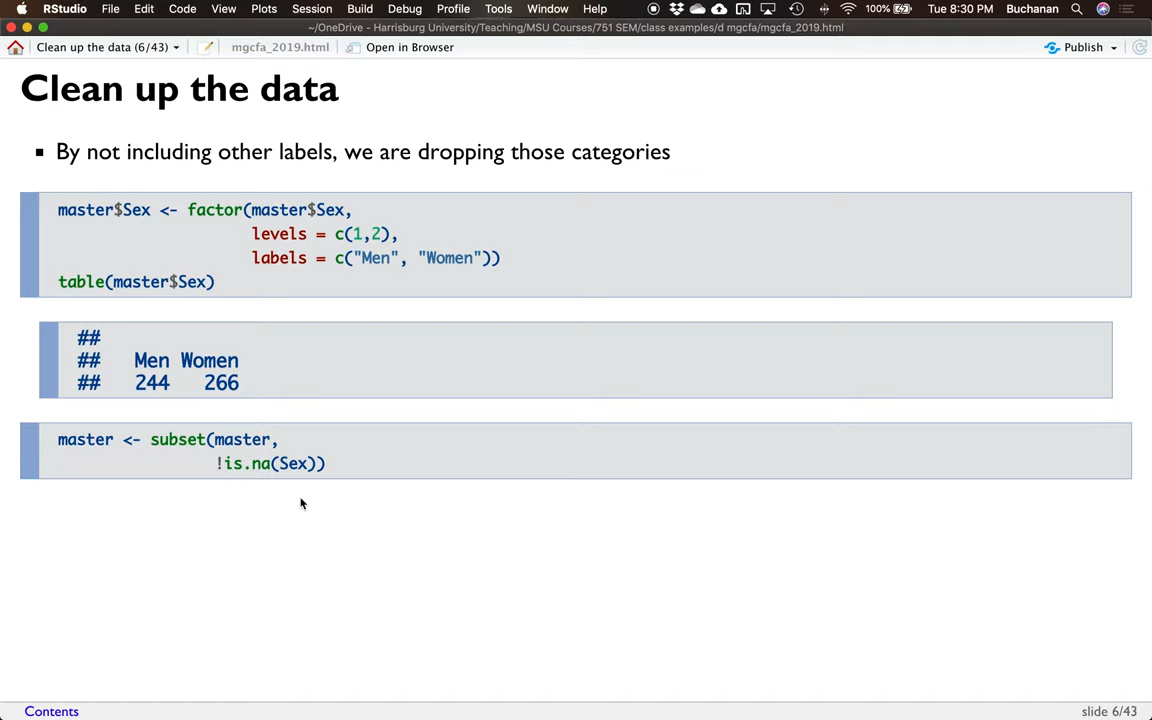 RStudio File Edit Code View Plots Session Build Debug Profile Tools Window Help 100% Tue 8:30 PM Buchanan
~/OneDrive - Harrisburg University/Teaching/MSU Courses/751 SEM/class examples/d mgcfa/mgcfa_2019.html
Clean up the data (6/43) mgcfa_2019.html Open in Browser Publish
Clean up the data
By not including other labels, we are dropping those categories
master$Sex <- factor(master$Sex,
levels = c(1,2),
labels = c("Men", "Women"))
table(master$Sex)
##
## Men Women
## 244 266
master <- subset(master,
!is.na(Sex))
Contents slide 6/43